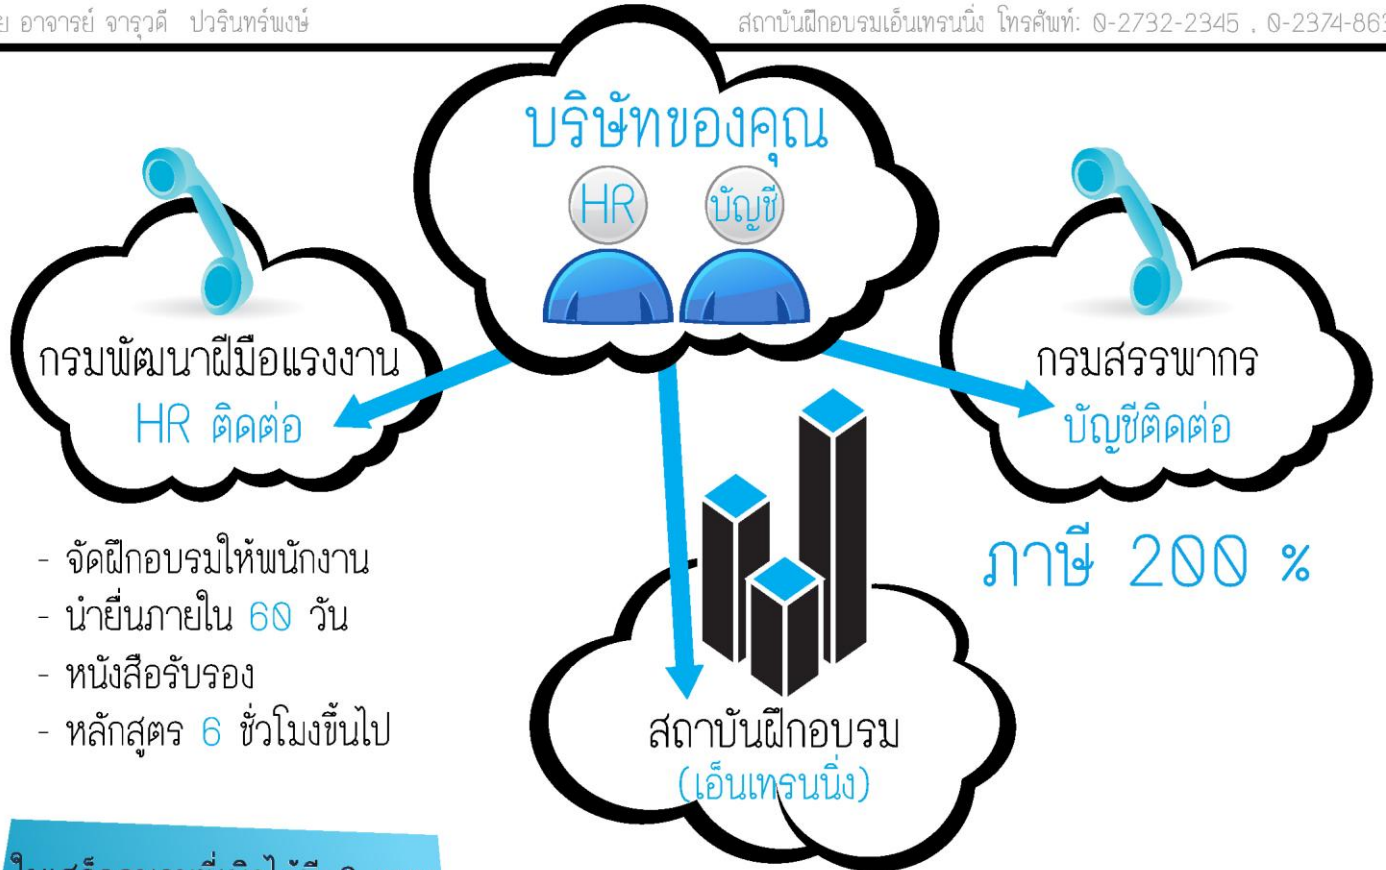 อาจารย์ จารุวดี ปวรินทร์พงษ์
สถาบันฝึกอบรมเอ็นเทรนนิ่ง โทรศัพท์: 0-2732-2345 , 0-2374-863
บริษัทของคุณ
HR บัญชี
กรมพัฒนาฝีมือแรงงาน
HR ติดต่อ
กรมสรรพากร
บัญชีติดต่อ
ภาษี 200 %
- จัดฝึกอบรมให้พนักงาน
- นำยื่นภายใน 60 วัน
- หนังสือรับรอง
- หลักสูตร 6 ชั่วโมงขึ้นไป
สถาบันฝึกอบรม
(เอ็นเทรนนิ่ง)